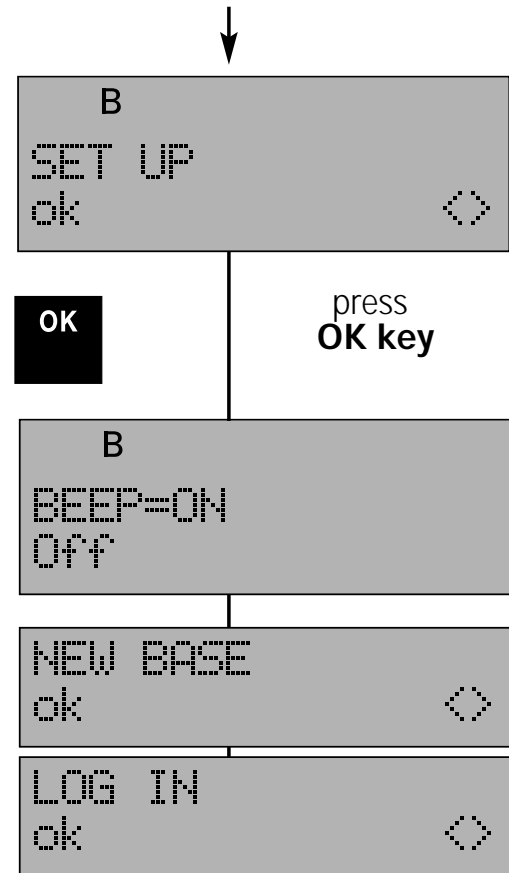 B
SET UP
ok <>
OK
press
OK key
B
BEEP=ON
Off
NEW BASE
ok <>
LOG IN
ok <>